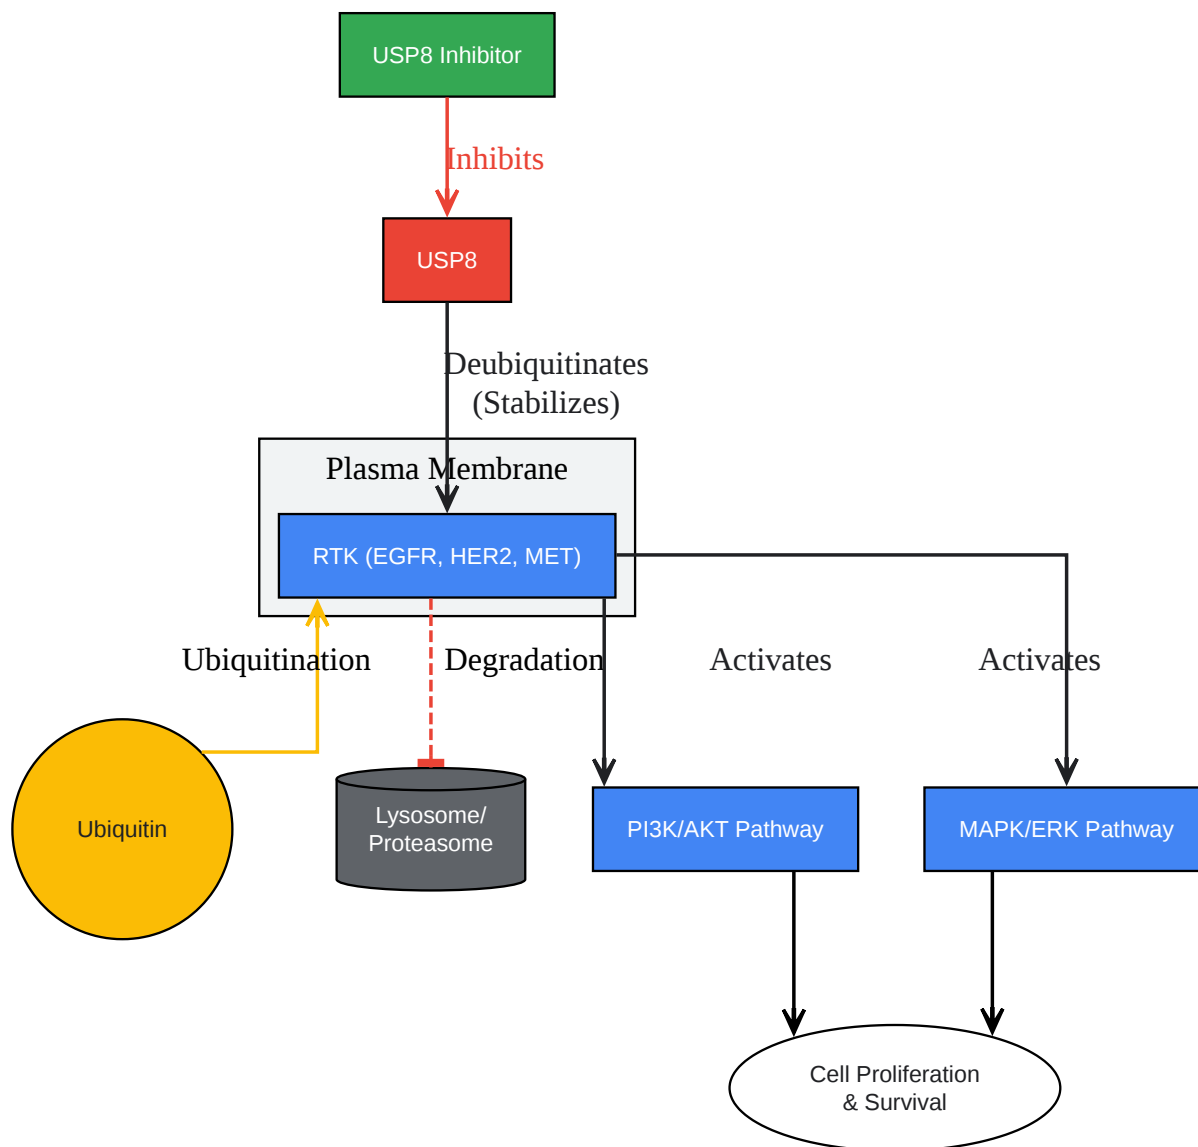 USP8 Inhibitor
Inhibits
USP8
Deubiquitinates
(Stabilizes)
Plasma Membrane
RTK (EGFR, HER2, MET)
Ubiquitination
Degradation
Activates
Activates
Ubiquitin
Lysosome/
Proteasome
PI3K/AKT Pathway
MAPK/ERK Pathway
Cell Proliferation
& Survival